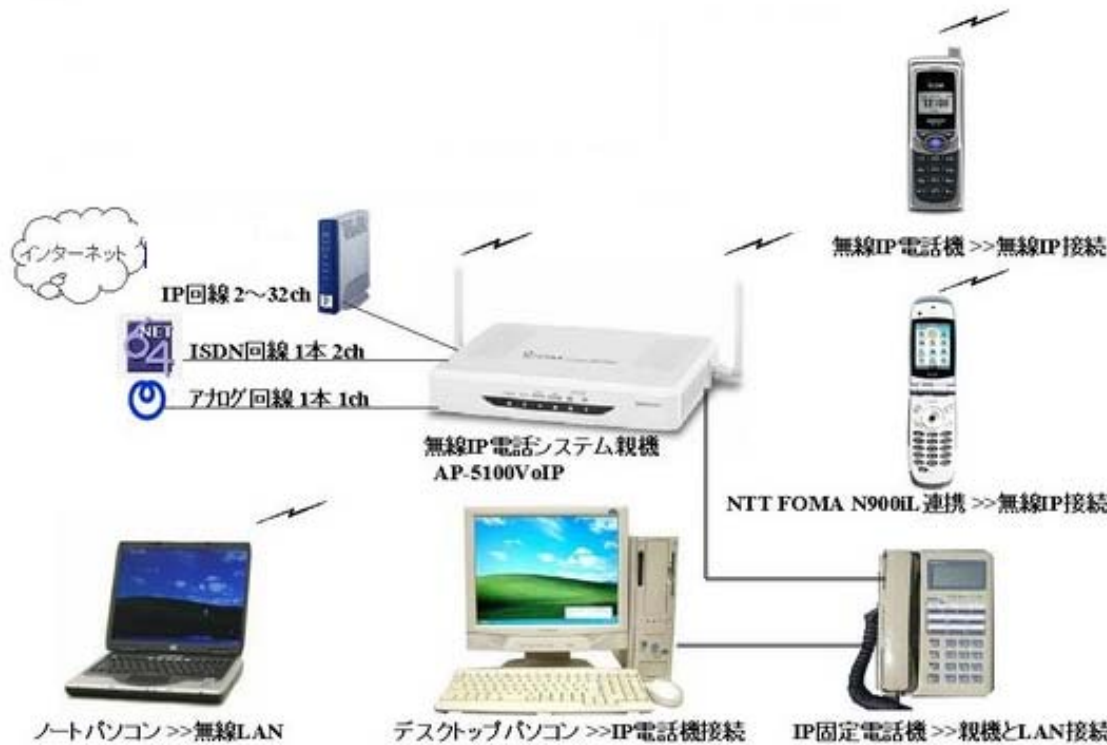 無線IP電話機 >>無線IP接続
インターネット
IP回線 2〜32ch
NET
64
ISDN回線 1本 2ch
アナログ回線 1本 1ch
無線IP電話システム親機
AP-5100VoIP
NTT FOMA N900iL 連携 >>無線IP接続
ノートパソコン >>無線LAN
デスクトップパソコン >>IP電話機接続
IP固定電話機 >>親機とLAN接続